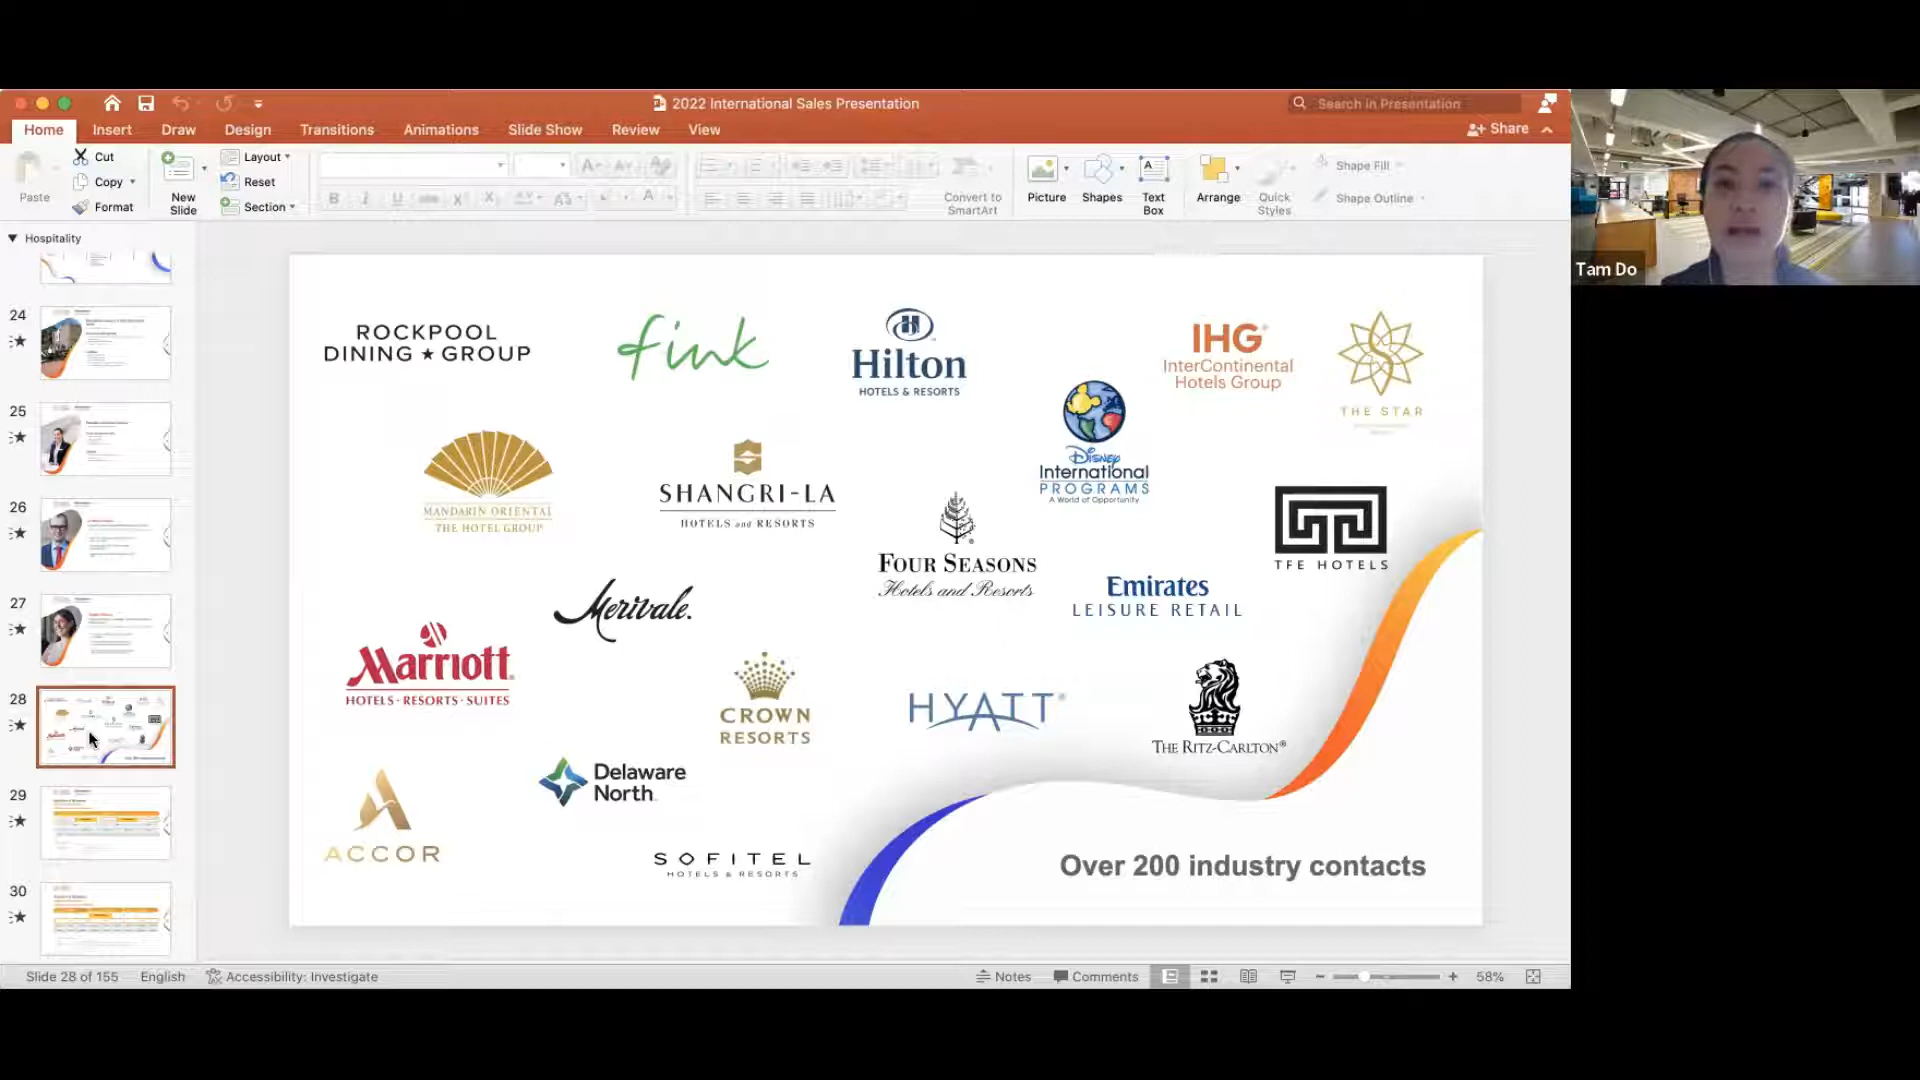 2022 International Sales Presentation
Search in Presentation
Home
Insert
Draw
Design
Transitions
Animations
Slide Show
Review
View
Share
Paste
Cut
Copy
Format
New
Slide
Layout
Reset
Section
Convert to
SmartArt
Picture
Shapes
Text
Box
Arrange
Quick
Styles
Shape Fill
Shape Outline
Tam Do
Hospitality
24
25
26
27
28
29
30
ROCKPOOL
DINING ★ GROUP
fink
Hilton
HOTELS & RESORTS
IHG®
InterContinental
Hotels Group
THE STAR
Disney
International
PROGRAMS
A World of Opportunity
MANDARIN ORIENTAL
THE HOTEL GROUP
SHANGRI-LA
HOTELS and RESORTS
FOUR SEASONS
Hotels and Resorts
TFE HOTELS
Emirates
LEISURE RETAIL
Merivale.
Marriott
HOTELS · RESORTS · SUITES
CROWN
RESORTS
HYATT®
THE RITZ-CARLTON®
Delaware
North
ACCOR
SOFITEL
HOTELS & RESORTS
Over 200 industry contacts
Slide 28 of 155
English
Accessibility: Investigate
Notes
Comments
58%